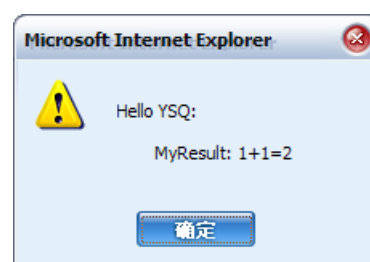 Microsoft Internet Explorer
Hello YSQ:
MyResult: 1+1=2
确定